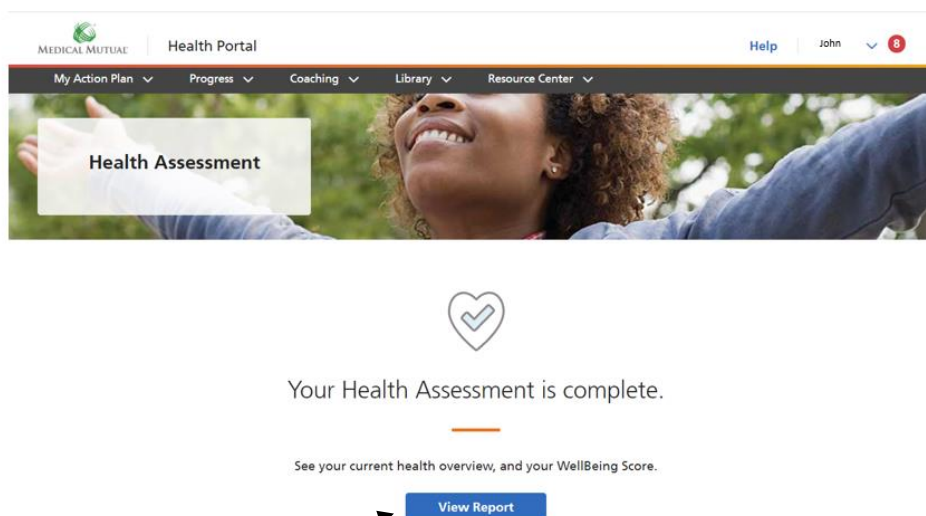 MEDICAL MUTUAL Health Portal Help John 8
My Action Plan Progress Coaching Library Resource Center
Health Assessment
Your Health Assessment is complete.
See your current health overview, and your WellBeing Score.
View Report